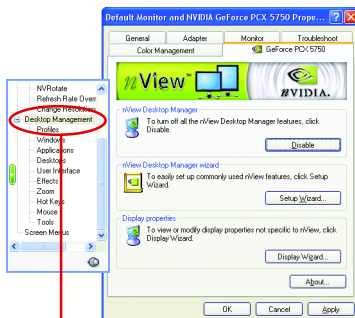 Default Monitor and NVIDIA GeForce PCX 5750 Prope...
General
Adapter
Monitor
Troubleshoot
Color Management
GeForce PCX 5750
nView™
nVIDIA.
NVRotate
Refresh Rate Overr
Change Resolution
Desktop Management
Profiles
Windows
Applications
Desktops
User Interface
Effects
Zoom
Hot Keys
Mouse
Tools
Screen Menus
nView Desktop Manager
To turn off all the nView Desktop Manager features, click
Disable.
Disable
nView Desktop Manager wizard
To easily set up commonly used nView features, click Setup
Wizard.
Setup Wizard...
Display properties
To view or modify display properties not specific to nView, click
Display Wizard.
Display Wizard...
About...
OK
Cancel
Apply